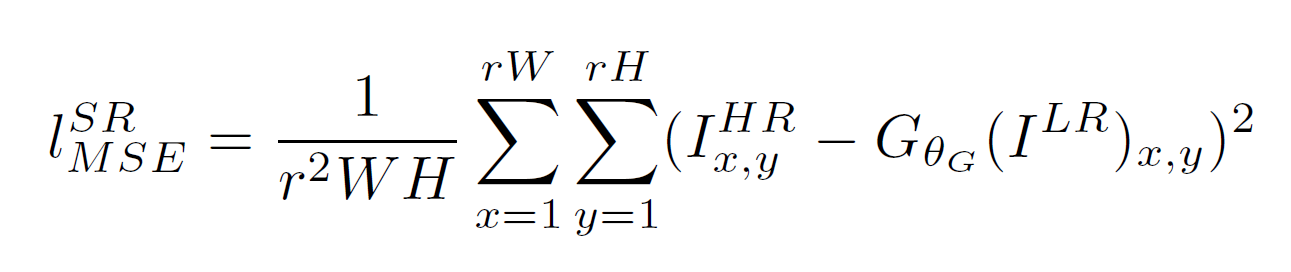 l_{MSE}^{SR} = \frac{1}{r^2WH} \sum_{x=1}^{rW} \sum_{y=1}^{rH} (I_{x,y}^{HR} - G_{\theta_G}(I^{LR})_{x,y})^2